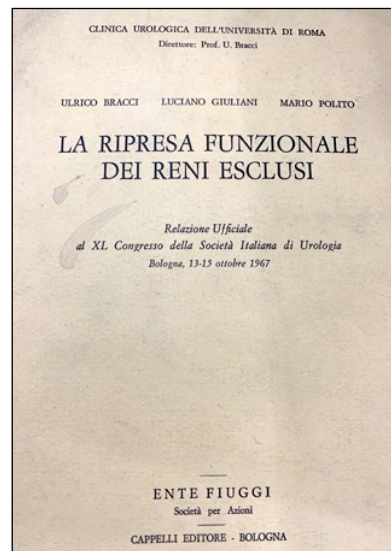 CLINICA UROLOGICA DELL'UNIVERSITÀ DI ROMA
Direttore: Prof. U. Bracci
ULRICO BRACCI LUCIANO GIULIANI MARIO POLITO
LA RIPRESA FUNZIONALE
DEI RENI ESCLUSI
Relazione Ufficiale
al XL Congresso della Società Italiana di Urologia
Bologna, 13-15 ottobre 1967
ENTE FIUGGI
Società per Azioni
CAPPELLI EDITORE - BOLOGNA